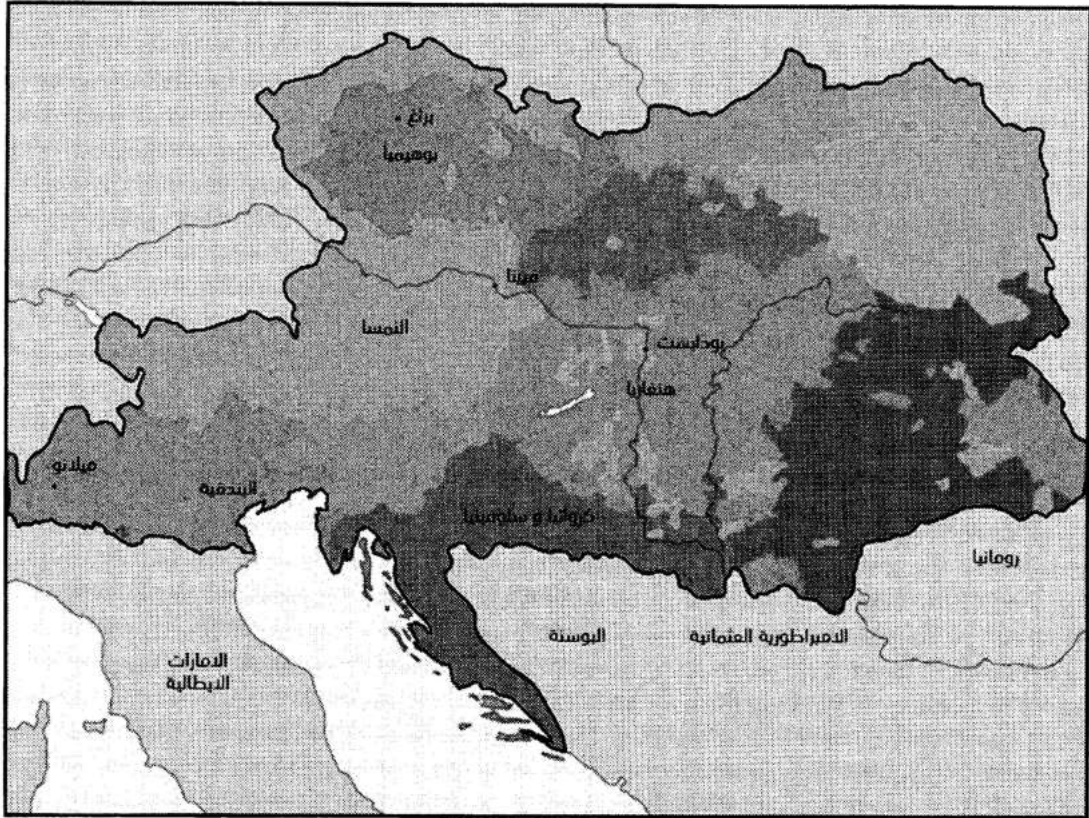 براغ
بوهيميا
فيينا
النمسا
بودابست
هنغاريا
ميلانو
البندقية
كرواتيا و سلوفينيا
رومانيا
البوسنة
الامبراطورية العثمانية
الامارات
الايطالية